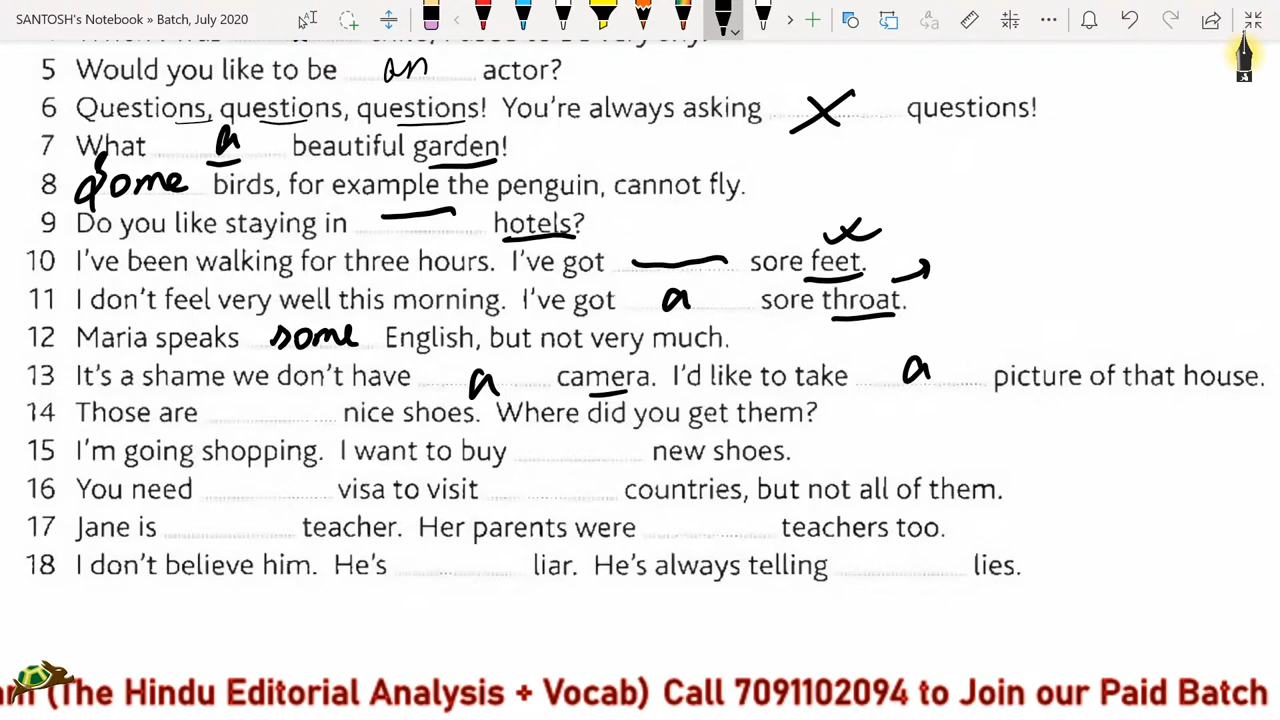 SANTOSH's Notebook » Batch, July 2020
5 Would you like to be an actor?
6 Questions, questions, questions! You're always asking X questions!
7 What a beautiful garden!
8 Some birds, for example the penguin, cannot fly.
9 Do you like staying in — hotels?
10 I've been walking for three hours. I've got — sore feet.
11 I don't feel very well this morning. I've got a sore throat.
12 Maria speaks some English, but not very much.
13 It's a shame we don't have a camera. I'd like to take a picture of that house.
14 Those are ............ nice shoes. Where did you get them?
15 I'm going shopping. I want to buy ............ new shoes.
16 You need ............ visa to visit ............ countries, but not all of them.
17 Jane is ............ teacher. Her parents were ............ teachers too.
18 I don't believe him. He's ............ liar. He's always telling ............ lies.
(The Hindu Editorial Analysis + Vocab) Call 7091102094 to Join our Paid Batch